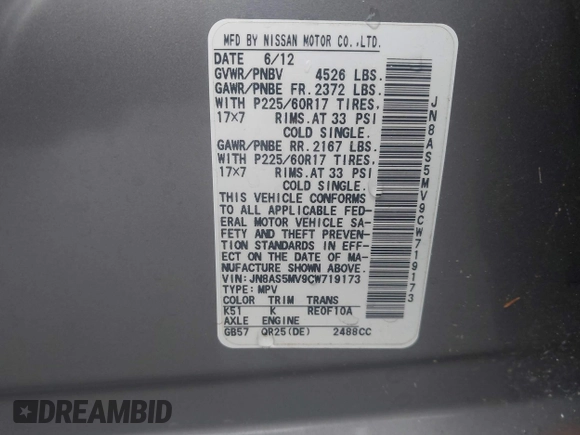 MFD BY NISSAN MOTOR CO.,LTD.
DATE 6/12
GVWR/PNBV 4526 LBS.
GAWR/PNBE FR. 2372 LBS.
WITH P225/60R17 TIRES,
17x7 RIMS.AT 33 PSI
COLD SINGLE.
GAWR/PNBE RR. 2167 LBS.
WITH P225/60R17 TIRES,
17x7 RIMS.AT 33 PSI
COLD SINGLE.
THIS VEHICLE CONFORMS
TO ALL APPLICABLE FED-
ERAL MOTOR VEHICLE SA-
FETY AND THEFT PREVEN-
TION STANDARDS IN EFF-
ECT ON THE DATE OF MA-
NUFACTURE SHOWN ABOVE.
VIN:JN8AS5MV9CW719173
TYPE:MPV
COLOR TRIM TRANS
K51 K RE0F10A
AXLE ENGINE
GB57 QR25(DE) 2488CC
JN8AS5MV9CW719173
DREAMBID